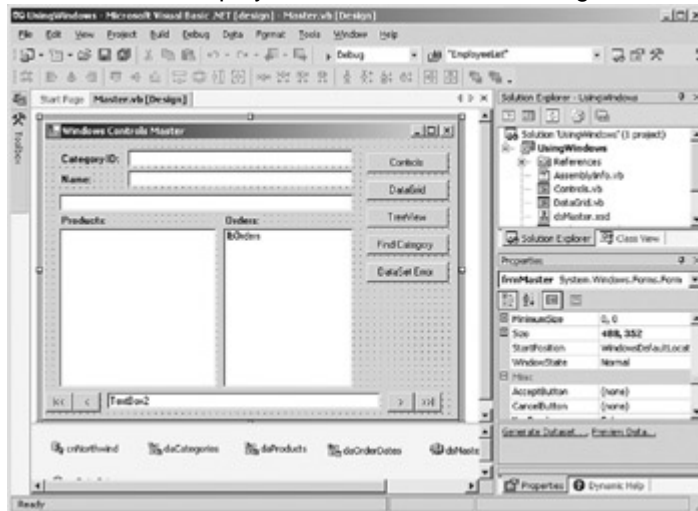 UsingWindows - Microsoft Visual Basic .NET [design] - Master.vb [Design]
File Edit View Project Build Debug Data Format Tools Window Help
Debug "EmployeeList"
Start Page Master.vb [Design]
Toolbox
Windows Controls Master
Category ID:
Name:
Products:
Orders:
lbOrders
Controls
DataGrid
TreeView
Find Category
DataSet Error
|<< < TextBox2 > >>|
cnNorthwind daCategories daProducts daOrderDates dsMaste
Ready
Solution Explorer - UsingWindows
Solution 'UsingWindows' (1 project)
UsingWindows
References
AssemblyInfo.vb
Controls.vb
DataGrid.vb
dsMaster.xsd
Solution Explorer Class View
Properties
frmMaster System.Windows.Forms.Form
MinimumSize 0, 0
Size 488, 352
StartPosition WindowsDefaultLocat
WindowState Normal
Misc
AcceptButton (none)
CancelButton (none)
Generate Dataset..., Preview Data...
Properties Dynamic Help